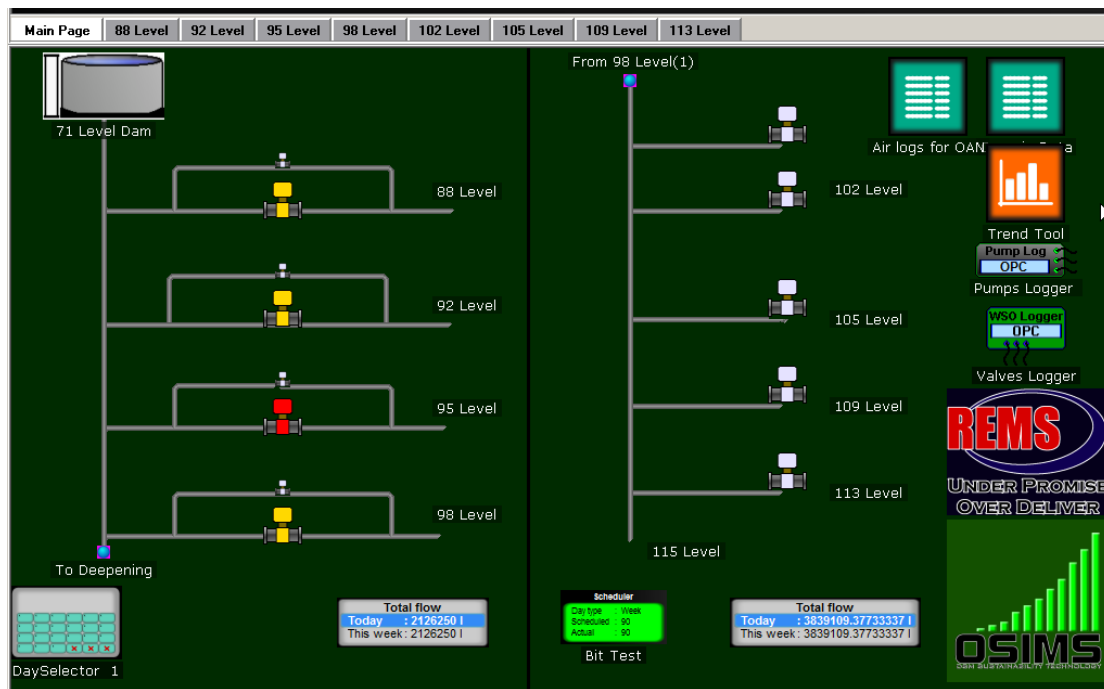 Main Page 88 Level 92 Level 95 Level 98 Level 102 Level 105 Level 109 Level 113 Level
71 Level Dam
88 Level
92 Level
95 Level
98 Level
To Deepening
DaySelector 1
Total flow
Today : 2126250 l
This week : 2126250 l
From 98 Level(1)
102 Level
105 Level
109 Level
113 Level
115 Level
Scheduler
Day type : Week
Scheduled : 90
Actual : 90
Bit Test
Total flow
Today : 3839109.37733337 l
This week : 3839109.37733337 l
Air logs for OAN
Trend Tool
Pump Log
OPC
Pumps Logger
WSO Logger
OPC
Valves Logger
REMS
UNDER PROMISE
OVER DELIVER
OSIMS
DSM SUSTAINABILITY TECHNOLOGY